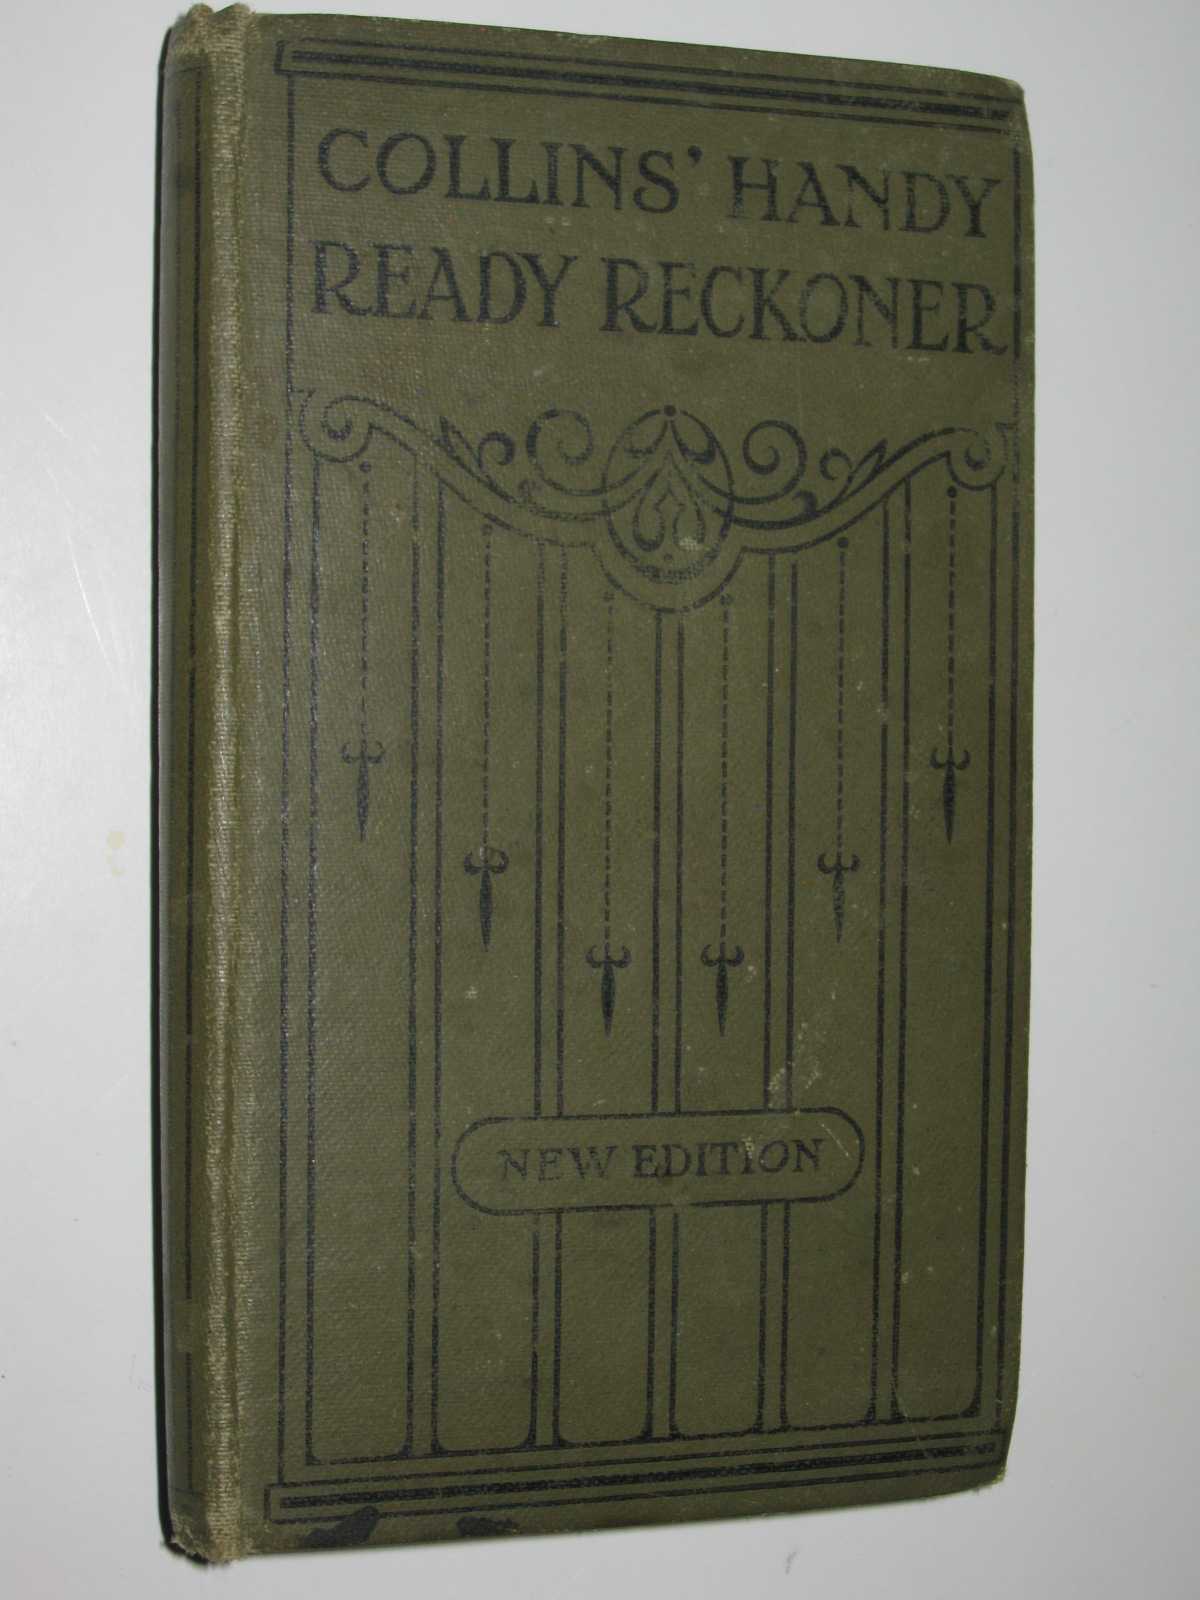 COLLINS' HANDY
READY RECKONER
NEW EDITION